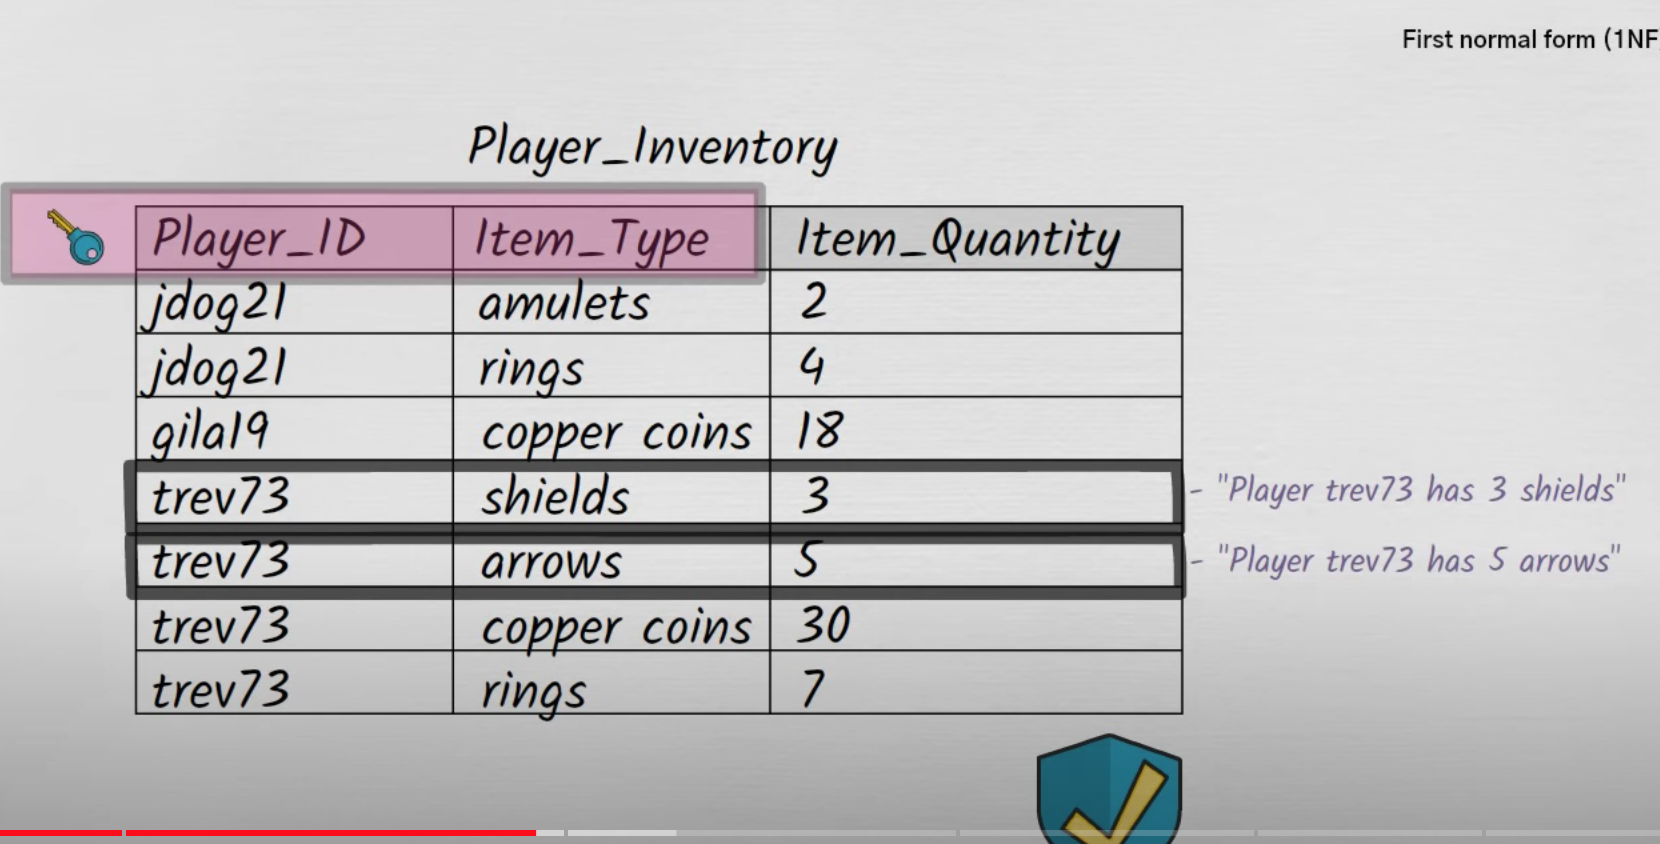 First normal form (1NF
Player_Inventory
Player_ID Item_Type Item_Quantity
jdog21 amulets 2
jdog21 rings 4
gila19 copper coins 18
trev73 shields 3 - "Player trev73 has 3 shields"
trev73 arrows 5 - "Player trev73 has 5 arrows"
trev73 copper coins 30
trev73 rings 7